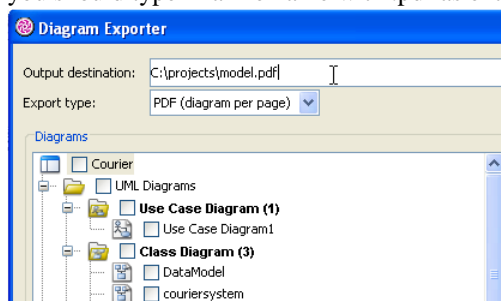 Diagram Exporter
Output destination: C:\projects\model.pdf
Export type: PDF (diagram per page)
Diagrams
Courier
UML Diagrams
Use Case Diagram (1)
Use Case Diagram1
Class Diagram (3)
DataModel
couriersystem